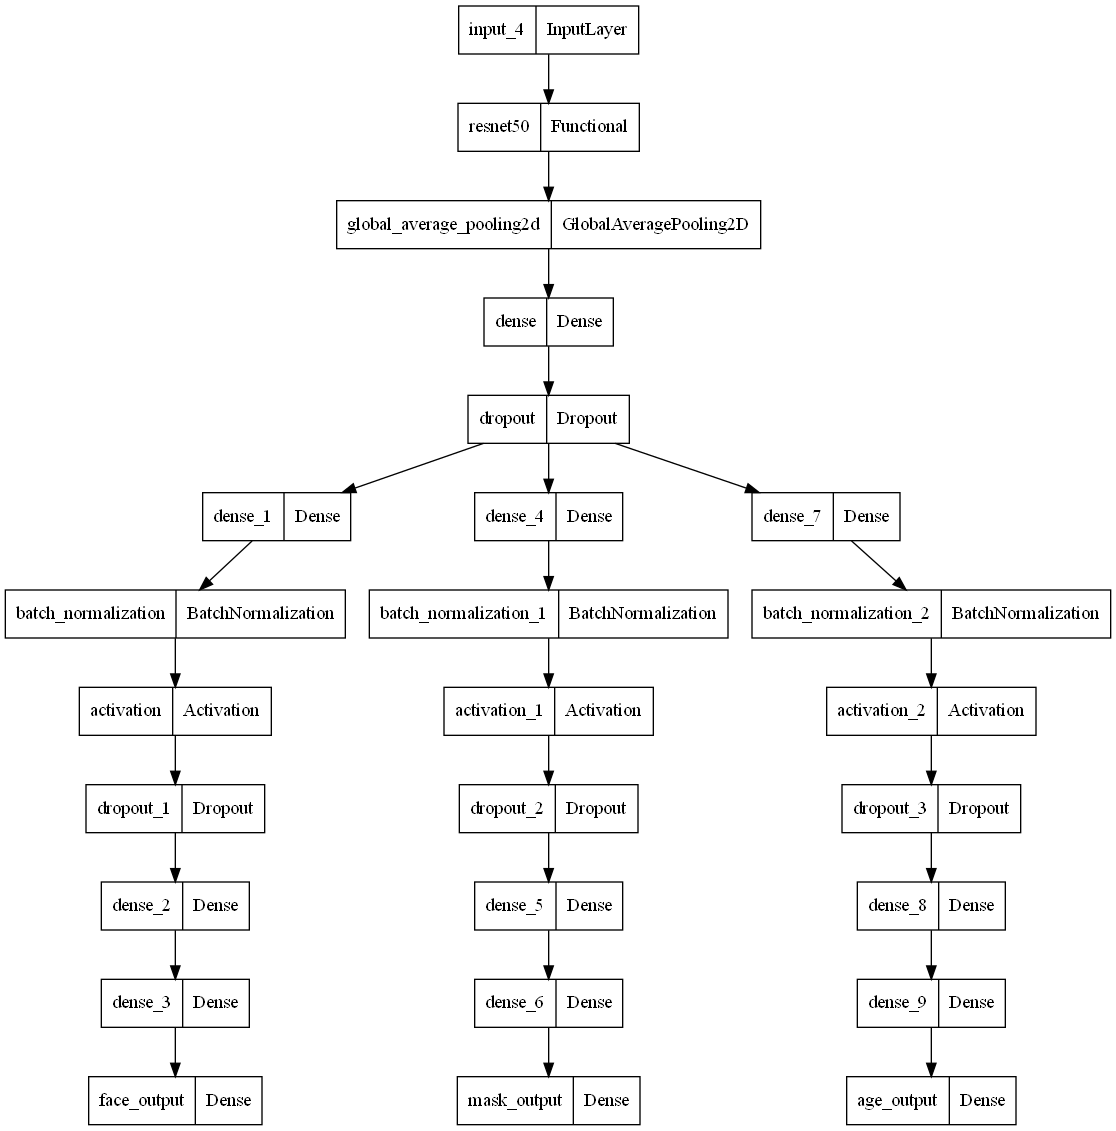 input_4 InputLayer
resnet50 Functional
global_average_pooling2d GlobalAveragePooling2D
dense Dense
dropout Dropout
dense_1 Dense dense_4 Dense dense_7 Dense
batch_normalization BatchNormalization batch_normalization_1 BatchNormalization batch_normalization_2 BatchNormalization
activation Activation activation_1 Activation activation_2 Activation
dropout_1 Dropout dropout_2 Dropout dropout_3 Dropout
dense_2 Dense dense_5 Dense dense_8 Dense
dense_3 Dense dense_6 Dense dense_9 Dense
face_output Dense mask_output Dense age_output Dense